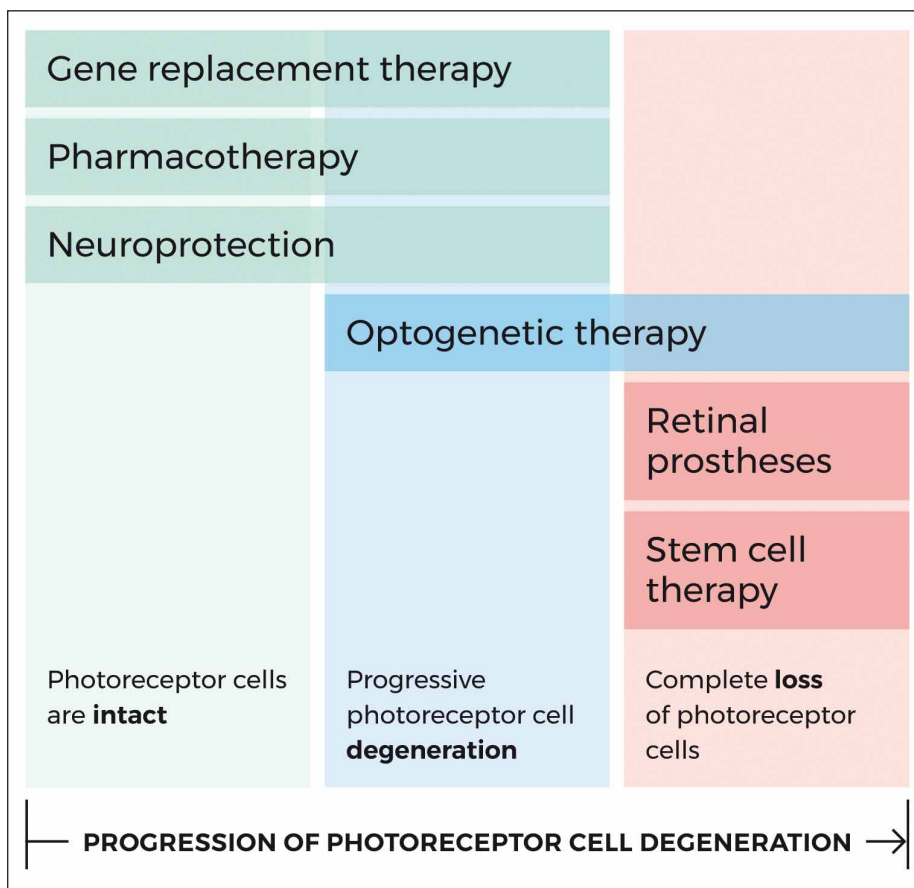 Gene replacement therapy
Pharmacotherapy
Neuroprotection
Optogenetic therapy
Retinal
prostheses
Stem cell
therapy
Photoreceptor cells
are intact
Progressive
photoreceptor cell
degeneration
Complete loss
of photoreceptor
cells
PROGRESSION OF PHOTORECEPTOR CELL DEGENERATION